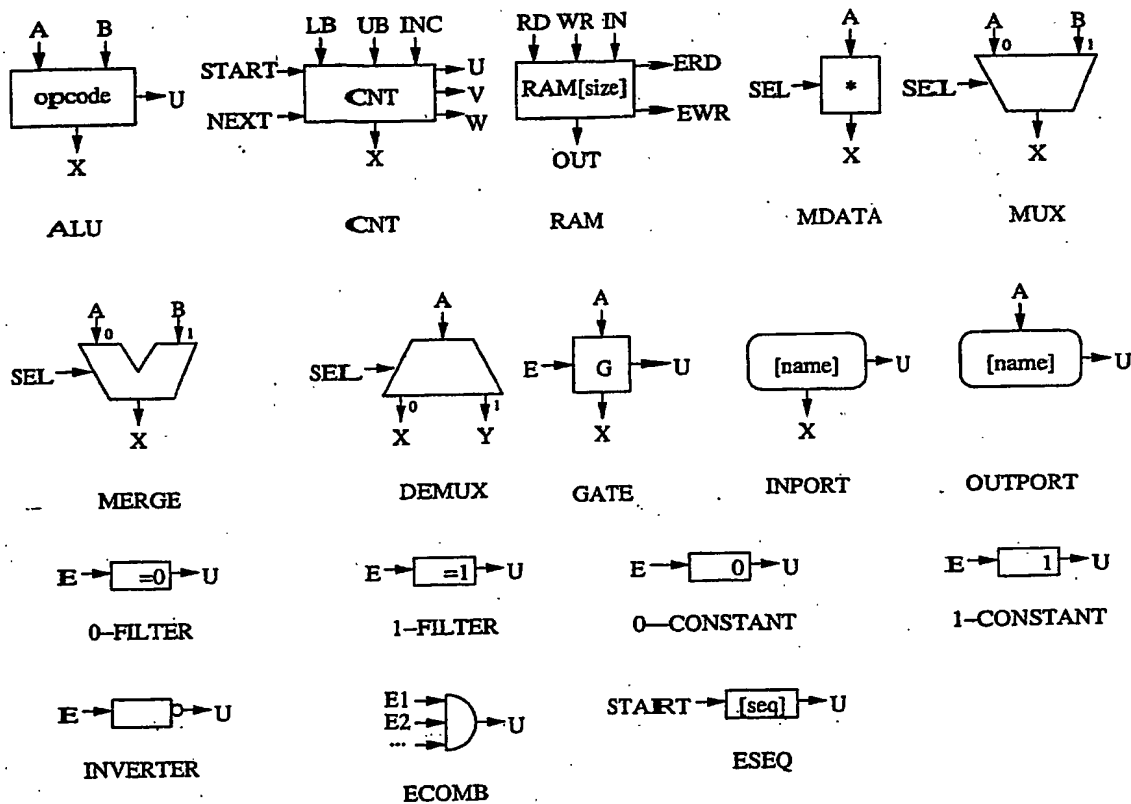 A B
opcode
U
X
ALU
LB UB INC
START
NEXT
CNT
U
V
W
X
CNT
RD WR IN
RAM[size]
ERD
EWR
OUT
RAM
A
SEL
*
X
MDATA
A B
0 1
SEL
X
MUX
A B
0 1
SEL
X
MERGE
A
SEL
0 1
X Y
DEMUX
A
E
G
U
X
GATE
[name]
U
X
INPORT
A
[name]
U
OUTPORT
E =0 U
0-FILTER
E =1 U
1-FILTER
E 0 U
0—CONSTANT
E 1 U
1-CONSTANT
E U
INVERTER
E1
E2
...
U
ECOMB
START [seq] U
ESEQ